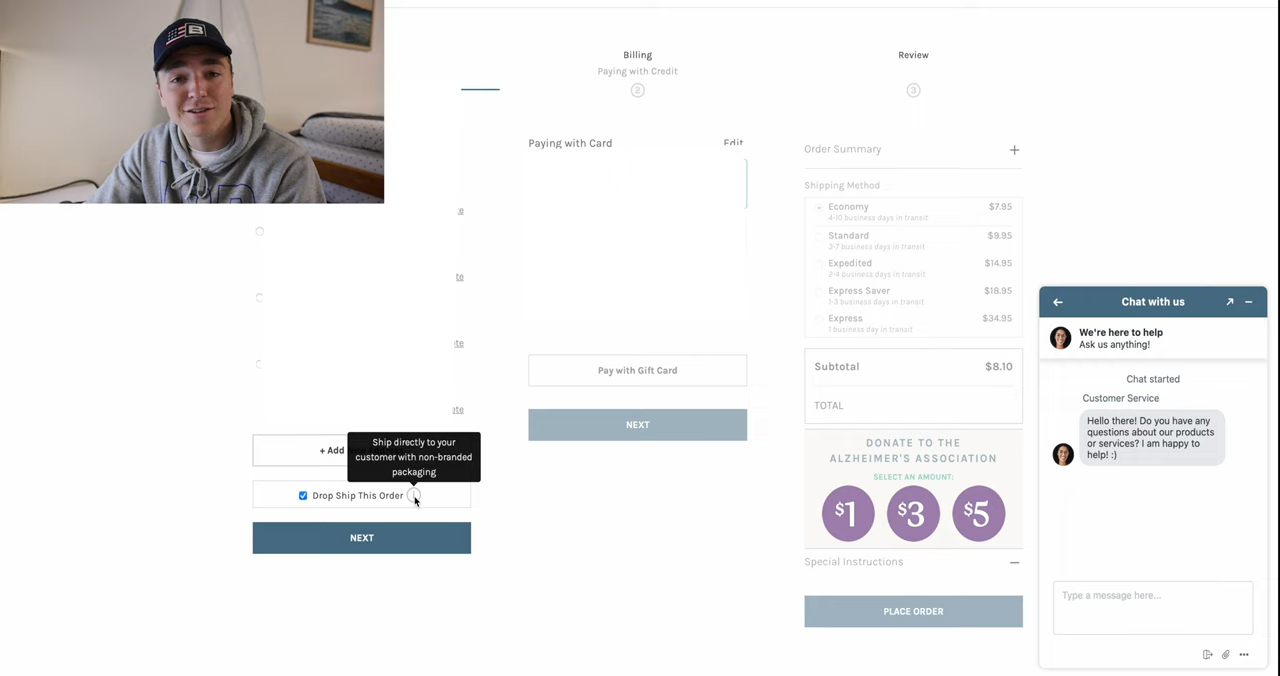 Billing
Paying with Credit
2
Review
3
Paying with Card
Edit
Pay with Gift Card
NEXT
+ Add
Ship directly to your
customer with non-branded
packaging
Drop Ship This Order
NEXT
Order Summary
Shipping Method
Economy $7.95
4-10 business days in transit
Standard $9.95
3-7 business days in transit
Expedited $14.95
2-4 business days in transit
Express Saver $18.95
1-3 business days in transit
Express $34.95
1 business day in transit
Subtotal $8.10
TOTAL
DONATE TO THE
ALZHEIMER'S ASSOCIATION
SELECT AN AMOUNT:
$1 $3 $5
Special Instructions
PLACE ORDER
Chat with us
We're here to help
Ask us anything!
Chat started
Customer Service
Hello there! Do you have any
questions about our products
or services? I am happy to
help! :)
Type a message here...